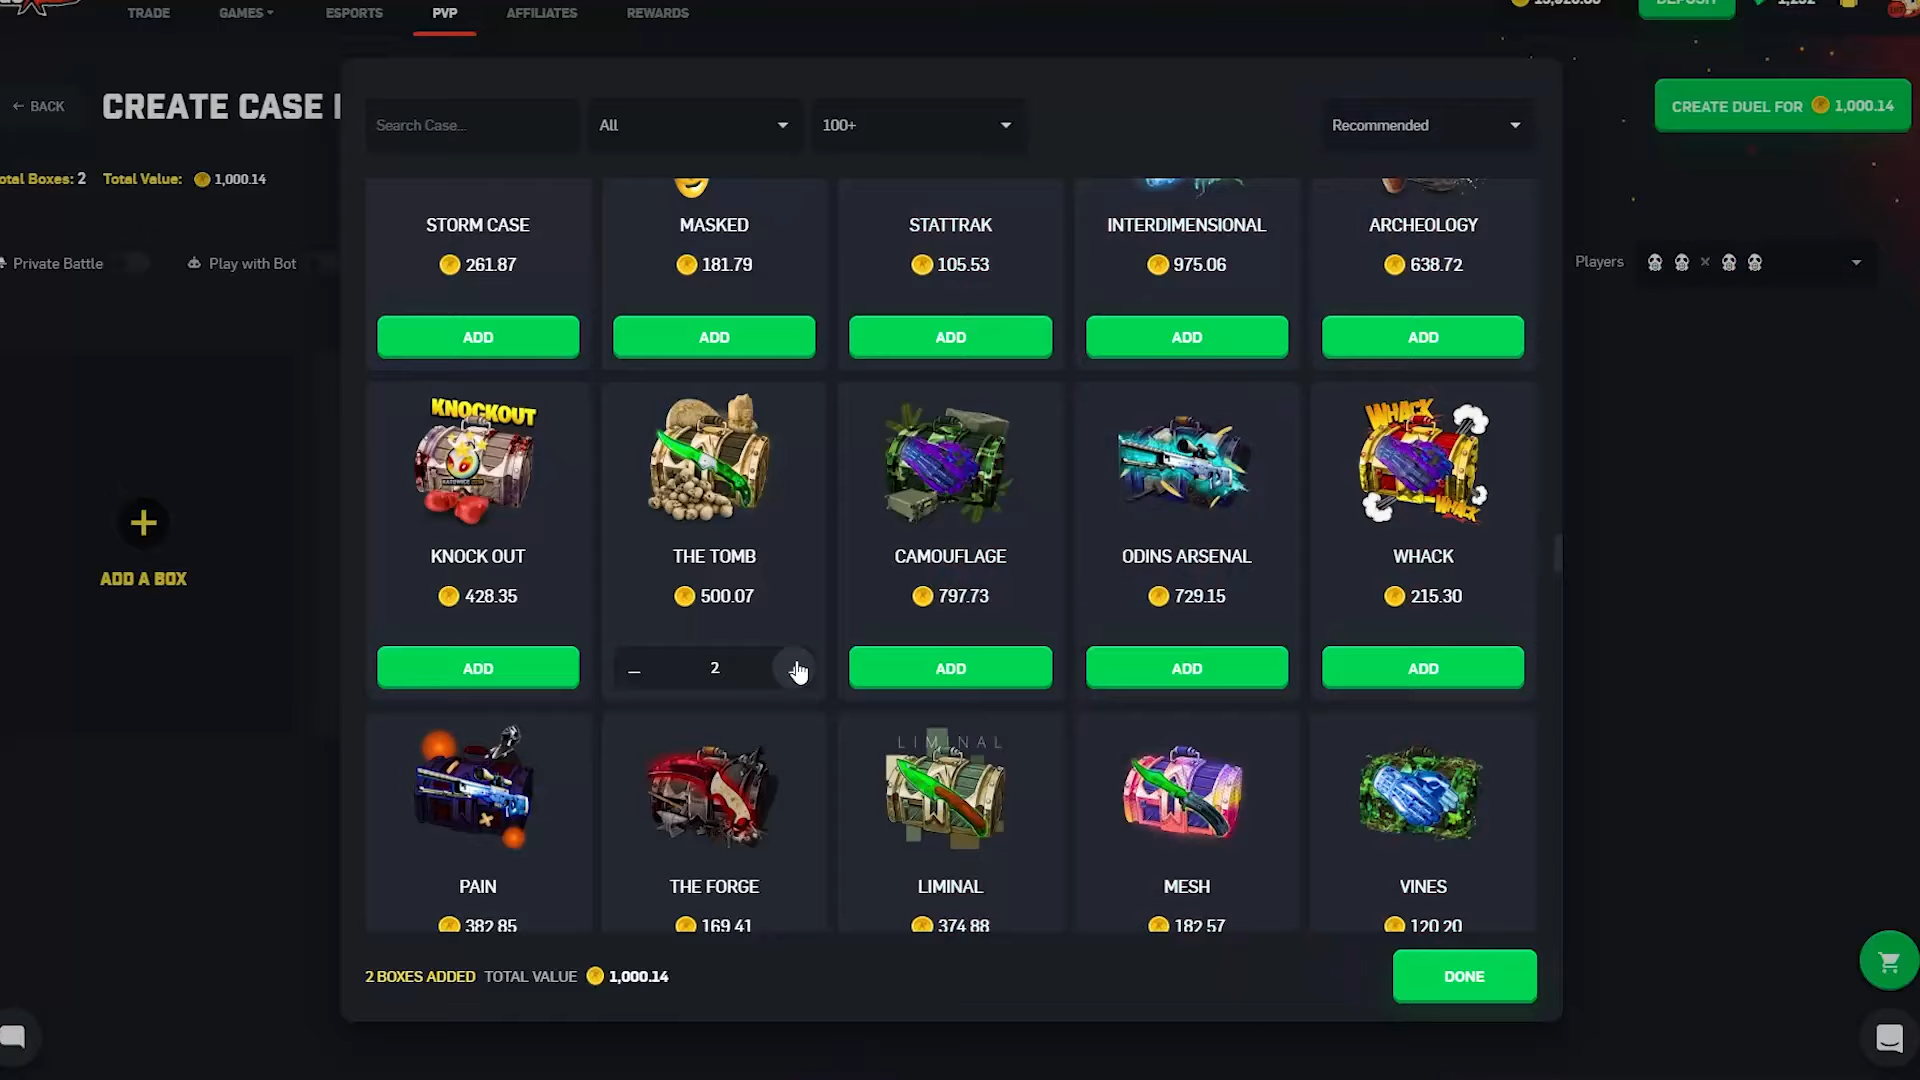 TRADE GAMES ESPORTS PVP AFFILIATES REWARDS
DEPOSIT
1,252
← BACK CREATE CASE
Search Case...
All
100+
Recommended
CREATE DUEL FOR 1,000.14
otal Boxes: 2 Total Value: 1,000.14
Private Battle
Play with Bot
Players
×
STORM CASE
261.87
ADD
MASKED
181.79
ADD
STATTRAK
105.53
ADD
INTERDIMENSIONAL
975.06
ADD
ARCHEOLOGY
638.72
ADD
+
ADD A BOX
KNOCKOUT
KNOCK OUT
428.35
ADD
THE TOMB
500.07
— 2
CAMOUFLAGE
797.73
ADD
ODINS ARSENAL
729.15
ADD
WHACK
WHACK
WHACK
215.30
ADD
PAIN
382.85
THE FORGE
169.41
LIMINAL
LIMINAL
374.88
MESH
182.57
VINES
120.20
2 BOXES ADDED TOTAL VALUE 1,000.14
DONE